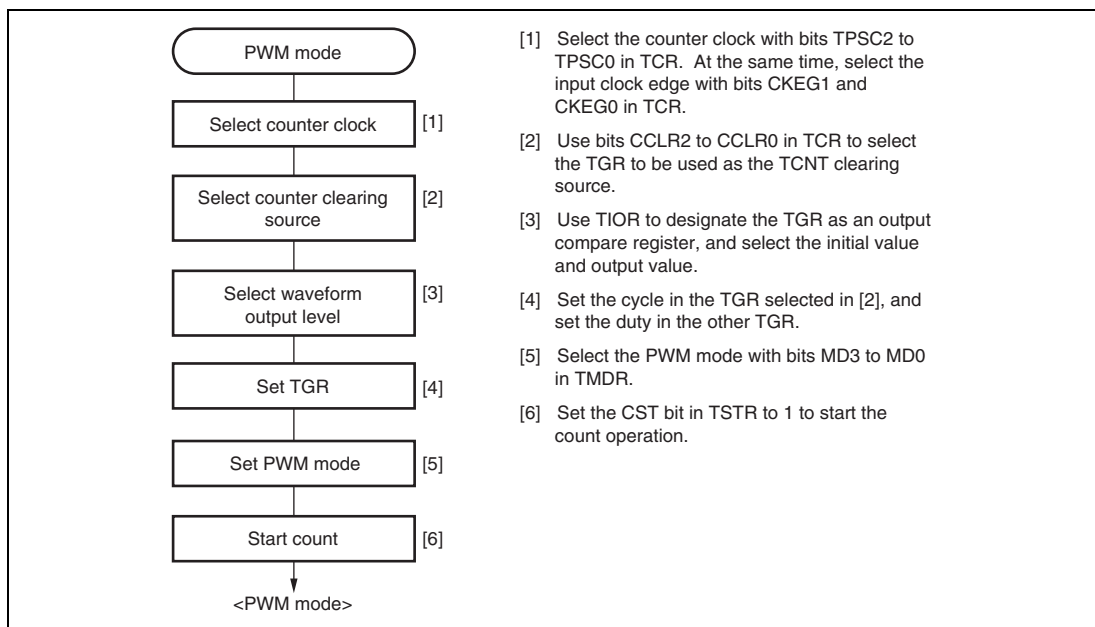 PWM mode
Select counter clock
[1]
Select counter clearing
source
[2]
Select waveform
output level
[3]
Set TGR
[4]
Set PWM mode
[5]
Start count
[6]
<PWM mode>
[1] Select the counter clock with bits TPSC2 to
TPSC0 in TCR. At the same time, select the
input clock edge with bits CKEG1 and
CKEG0 in TCR.
[2] Use bits CCLR2 to CCLR0 in TCR to select
the TGR to be used as the TCNT clearing
source.
[3] Use TIOR to designate the TGR as an output
compare register, and select the initial value
and output value.
[4] Set the cycle in the TGR selected in [2], and
set the duty in the other TGR.
[5] Select the PWM mode with bits MD3 to MD0
in TMDR.
[6] Set the CST bit in TSTR to 1 to start the
count operation.